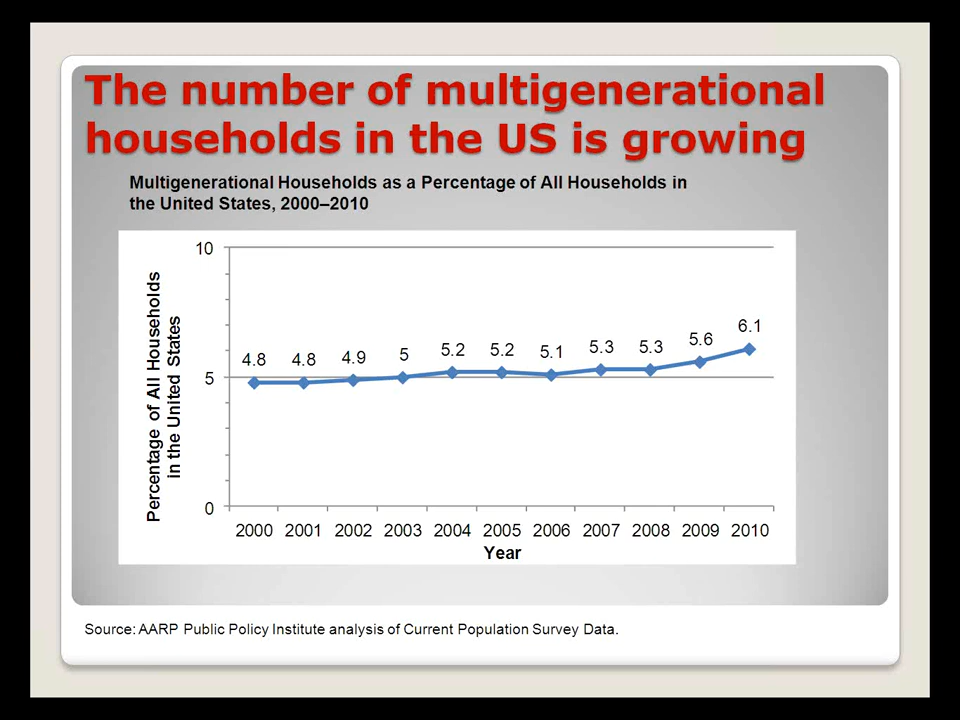 The number of multigenerational
households in the US is growing
Multigenerational Households as a Percentage of All Households in
the United States, 2000–2010
Percentage of All Households
in the United States
10
5
0
4.8 4.8 4.9 5 5.2 5.2 5.1 5.3 5.3 5.6 6.1
2000 2001 2002 2003 2004 2005 2006 2007 2008 2009 2010
Year
Source: AARP Public Policy Institute analysis of Current Population Survey Data.